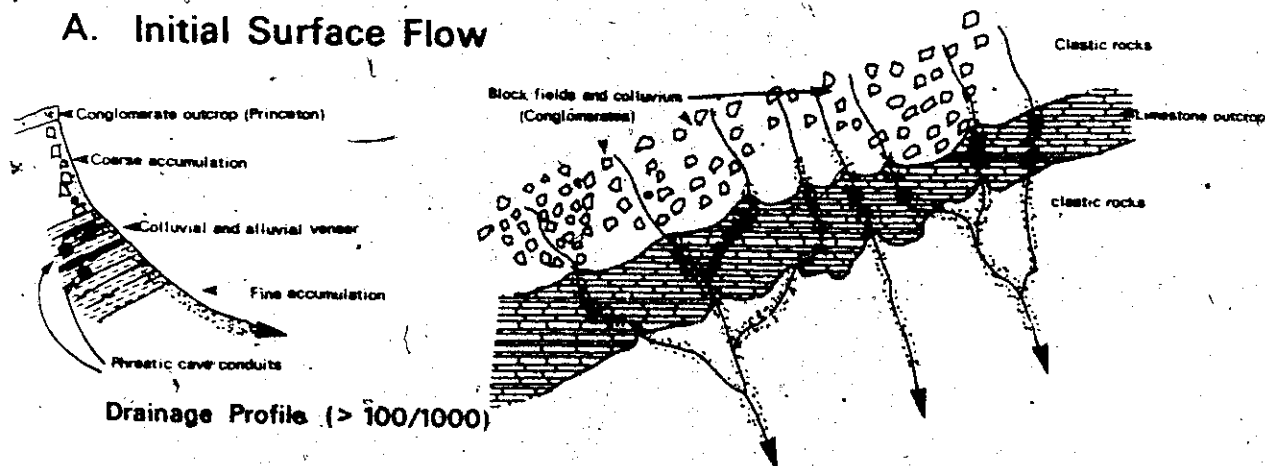 A. Initial Surface Flow
Conglomerate outcrop (Princeton)
Coarse accumulation
Colluvial and alluvial veneer
Fine accumulation
Phreatic cave conduits
Drainage Profile (> 100/1000)
Block fields and colluvium
(Conglomerates)
Clastic rocks
Limestone outcrop
clastic rocks